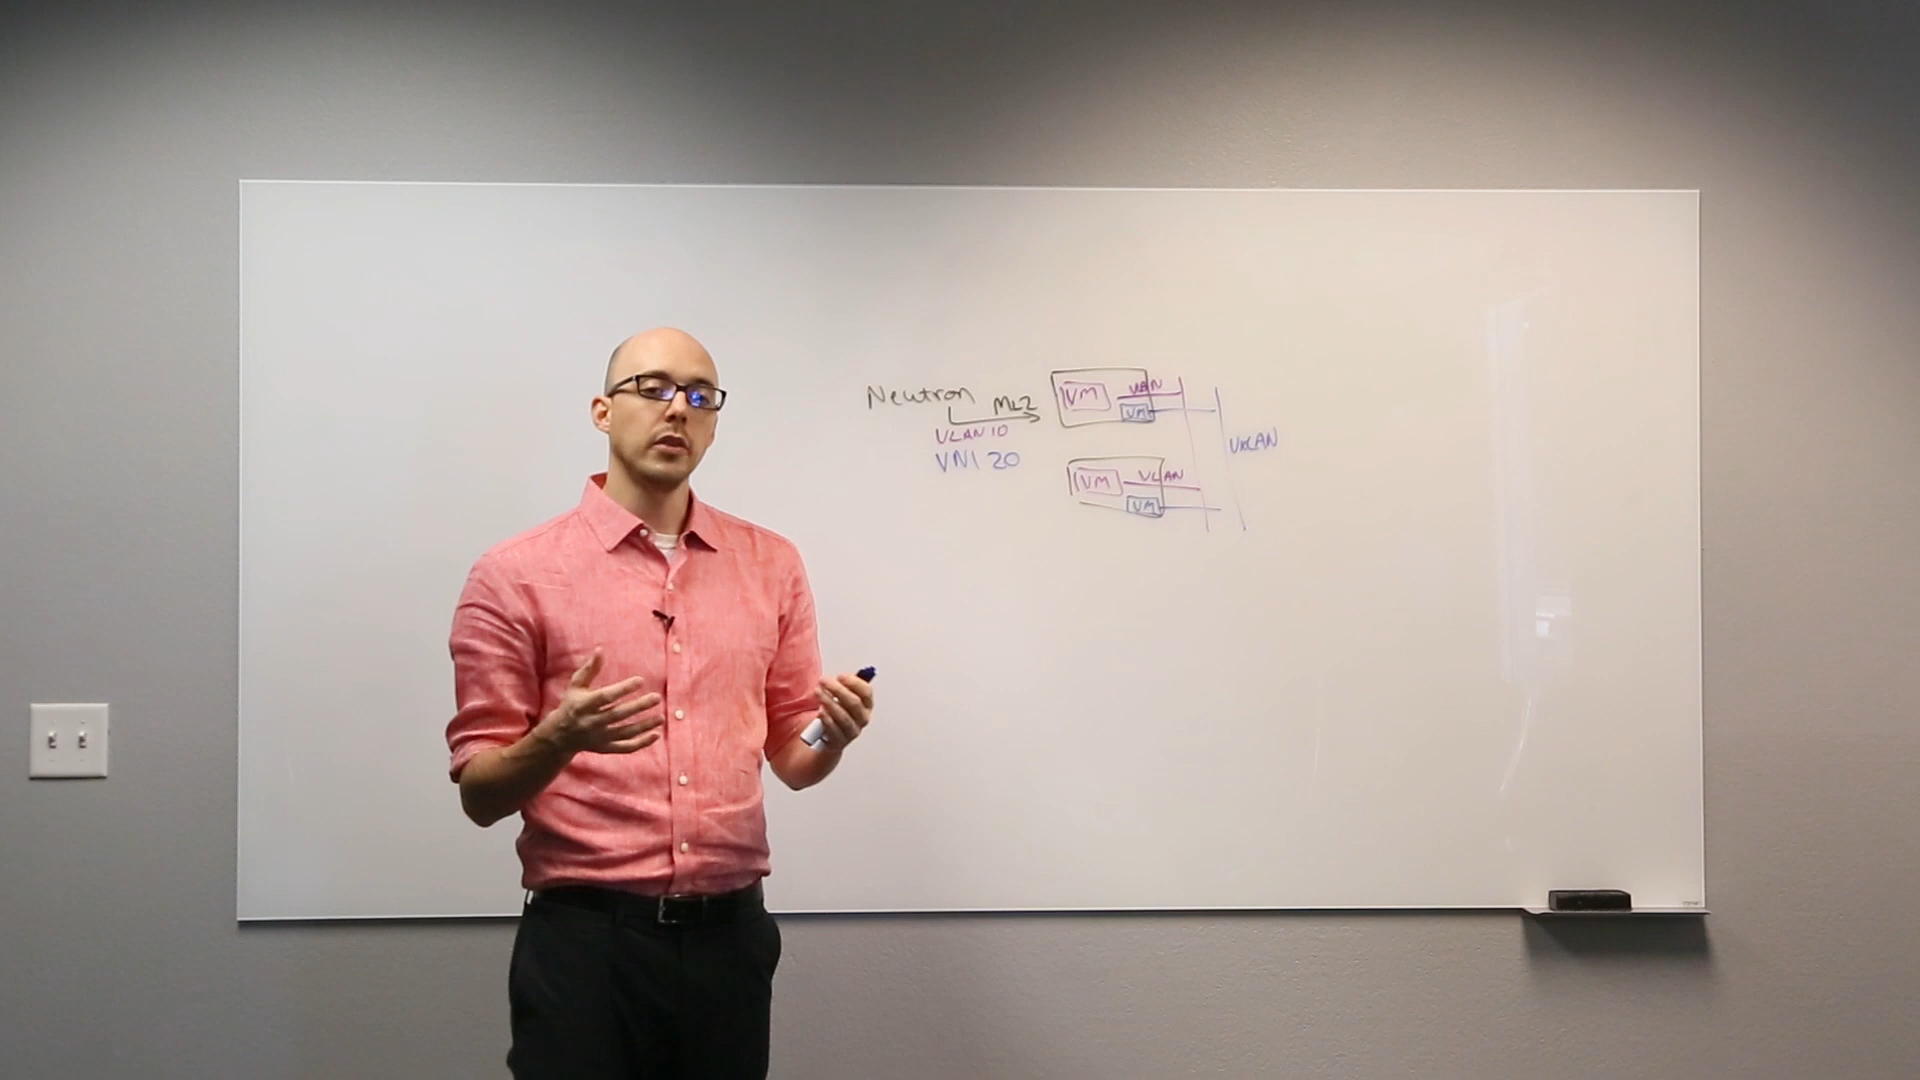 Neutron ML2
VLAN 10
VNI 20
VM VLAN
VM
VXLAN
VM VLAN
VM